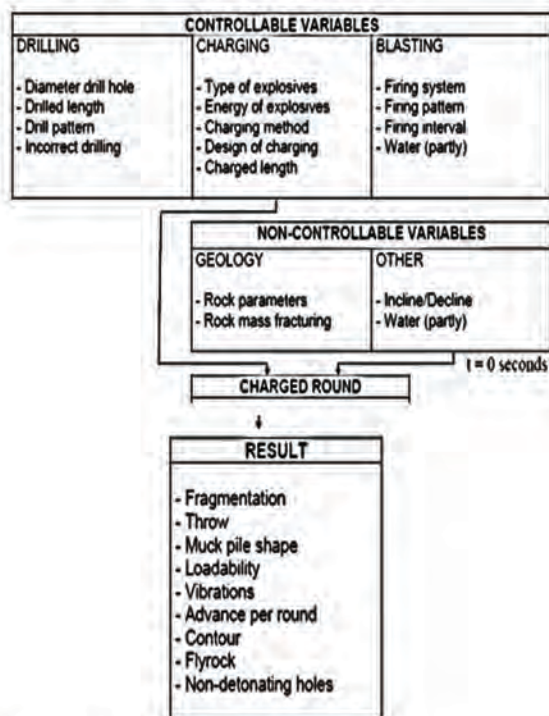 CONTROLLABLE VARIABLES
DRILLING
- Diameter drill hole
- Drilled length
- Drill pattern
- Incorrect drilling
CHARGING
- Type of explosives
- Energy of explosives
- Charging method
- Design of charging
- Charged length
BLASTING
- Firing system
- Firing pattern
- Firing interval
- Water (partly)
NON-CONTROLLABLE VARIABLES
GEOLOGY
- Rock parameters
- Rock mass fracturing
OTHER
- Incline/Decline
- Water (partly)
t = 0 seconds
CHARGED ROUND
RESULT
- Fragmentation
- Throw
- Muck pile shape
- Loadability
- Vibrations
- Advance per round
- Contour
- Flyrock
- Non-detonating holes